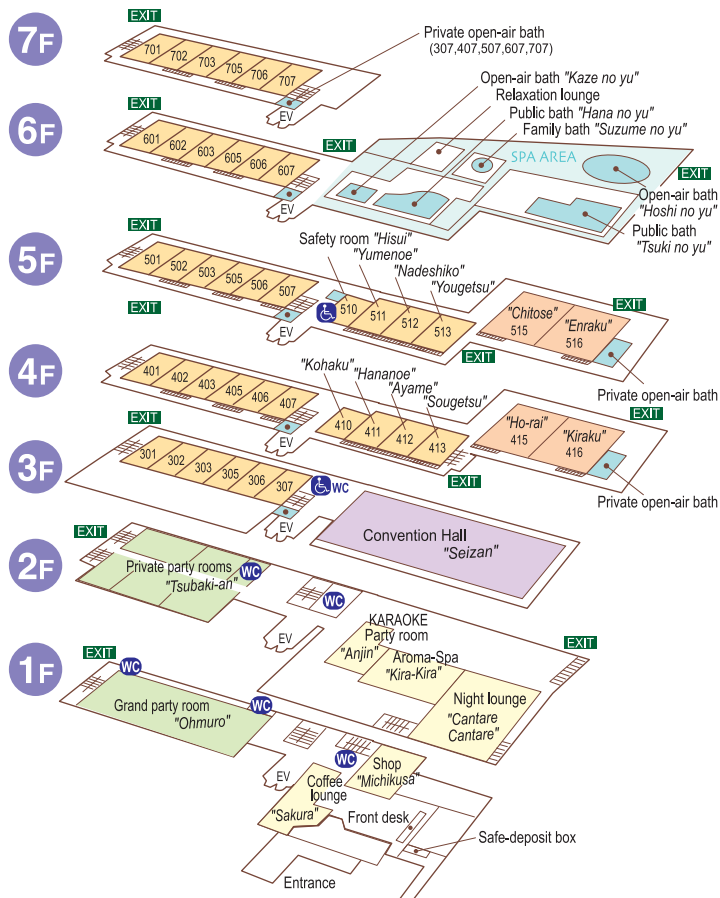 7F
EXIT
701
702
703
705
706
707
EV
Private open-air bath
(307,407,507,607,707)
6F
EXIT
601
602
603
605
606
607
EV
EXIT
Open-air bath "Kaze no yu"
Relaxation lounge
Public bath "Hana no yu"
Family bath "Suzume no yu"
SPA AREA
EXIT
Open-air bath
"Hoshi no yu"
Public bath
"Tsuki no yu"
5F
EXIT
501
502
503
505
506
507
EXIT
EV
Safety room "Hisui"
"Yumenoe"
"Nadeshiko"
"Yougetsu"
510
511
512
513
EXIT
"Chitose"
515
"Enraku"
516
EXIT
Private open-air bath
4F
401
402
403
405
406
407
EV
"Kohaku"
"Hananoe"
"Ayame"
"Sougetsu"
410
411
412
413
EXIT
"Ho-rai"
415
"Kiraku"
416
EXIT
Private open-air bath
3F
EXIT
301
302
303
305
306
307
WC
EV
Convention Hall
"Seizan"
2F
EXIT
Private party rooms
"Tsubaki-an"
WC
WC
EV
KARAOKE
Party room
"Anjin"
Aroma-Spa
"Kira-Kira"
Night lounge
"Cantare
Cantare"
EXIT
1F
EXIT
WC
Grand party room
"Ohmuro"
WC
EV
WC
Shop
"Michikusa"
Coffee
lounge
"Sakura"
Front desk
Safe-deposit box
Entrance